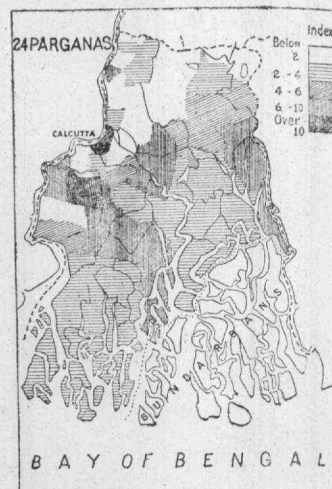 24 PARGANAS
Index
Below
2
2 - 4
4 - 6
6 - 10
Over
10
CALCUTTA
SUNDARBANS
BAY OF BENGAL